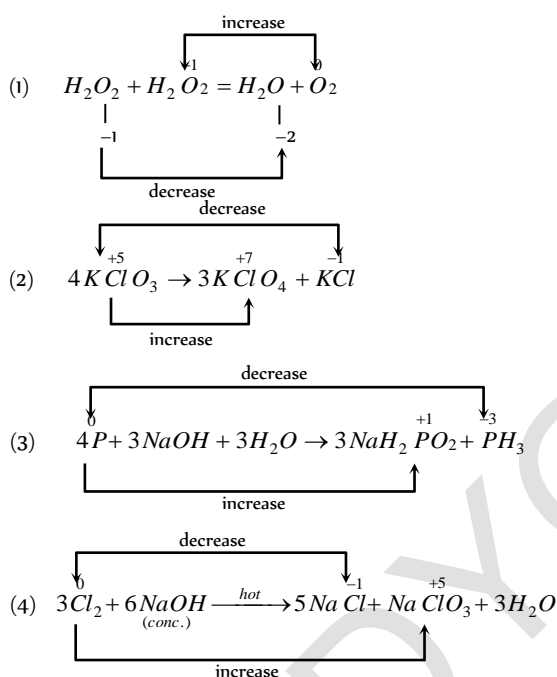 increase
-1 0
(1) H₂O₂ + H₂O₂ = H₂O + O₂
-1 -2
decrease
decrease
+5 +7 -1
(2) 4KClO₃ → 3KClO₄ + KCl
increase
decrease
0 +1 -3
(3) 4P + 3NaOH + 3H₂O → 3NaH₂PO₂ + PH₃
increase
decrease
0 -1 +5
(4) 3Cl₂ + 6NaOH hot → 5NaCl + NaClO₃ + 3H₂O
(conc.)
increase